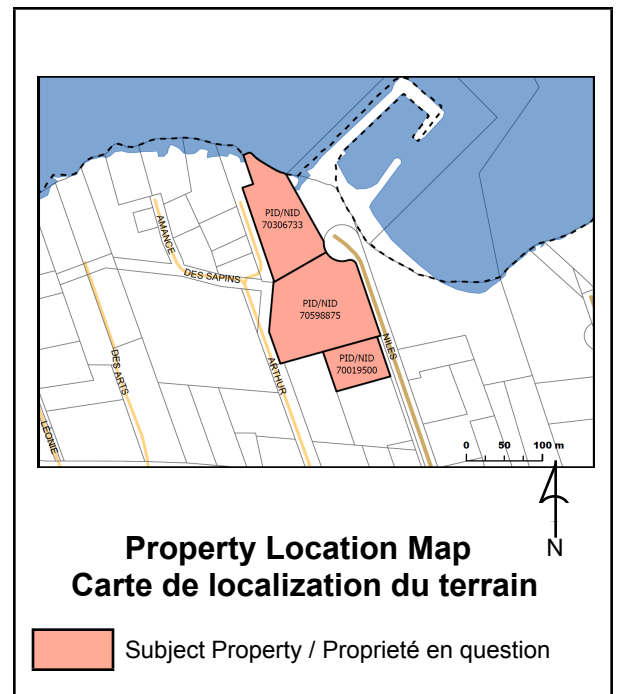 PID/NID
70306733
AMANCE
DES SAPINS
PID/NID
70598875
NILES
PID/NID
70019500
DES ARTS
ARTHUR
LÉONIE
0 50 100 m
N
Property Location Map
Carte de localization du terrain
Subject Property / Proprieté en question